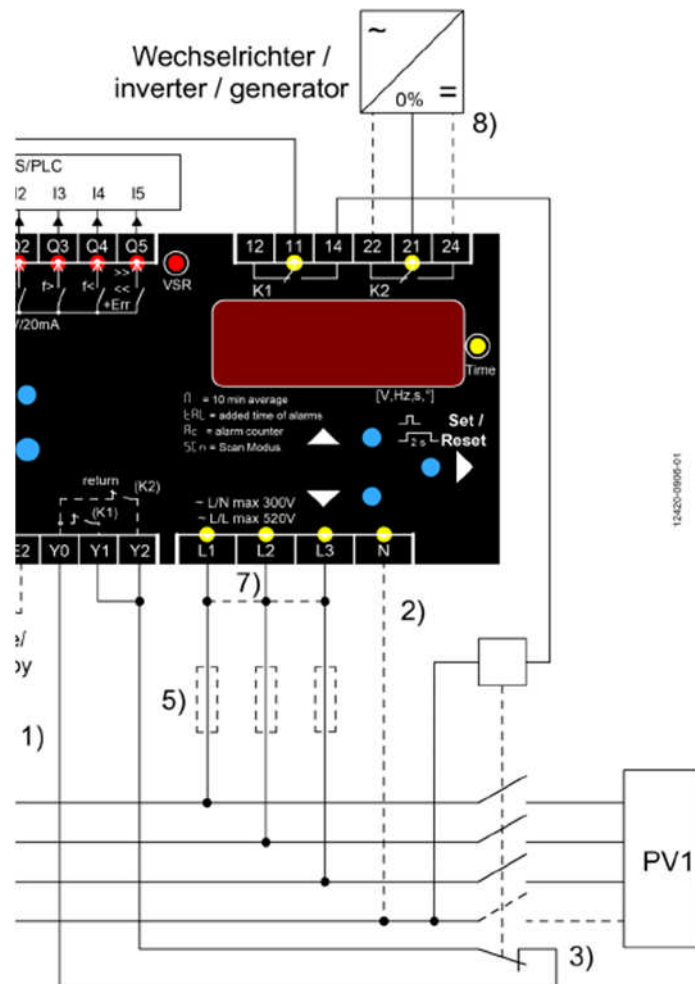 Wechselrichter /
inverter / generator
~
0% =
8)
S/PLC
I2 I3 I4 I5
Q2 Q3 Q4 Q5
VSR
12 11 14 22 21 24
K1 K2
f> f< >>
<<
+Err
V/20mA
Time
[V,Hz,s,°]
= 10 min average
= added time of alarms
= alarm counter
= Scan Modus
Set /
2 s Reset
return (K2)
(K1)
~ L/N max 300V
~ L/L max 520V
E2 Y0 Y1 Y2 L1 L2 L3 N
7)
2)
e/
by
5)
1)
PV1
3)
12420-0906-01